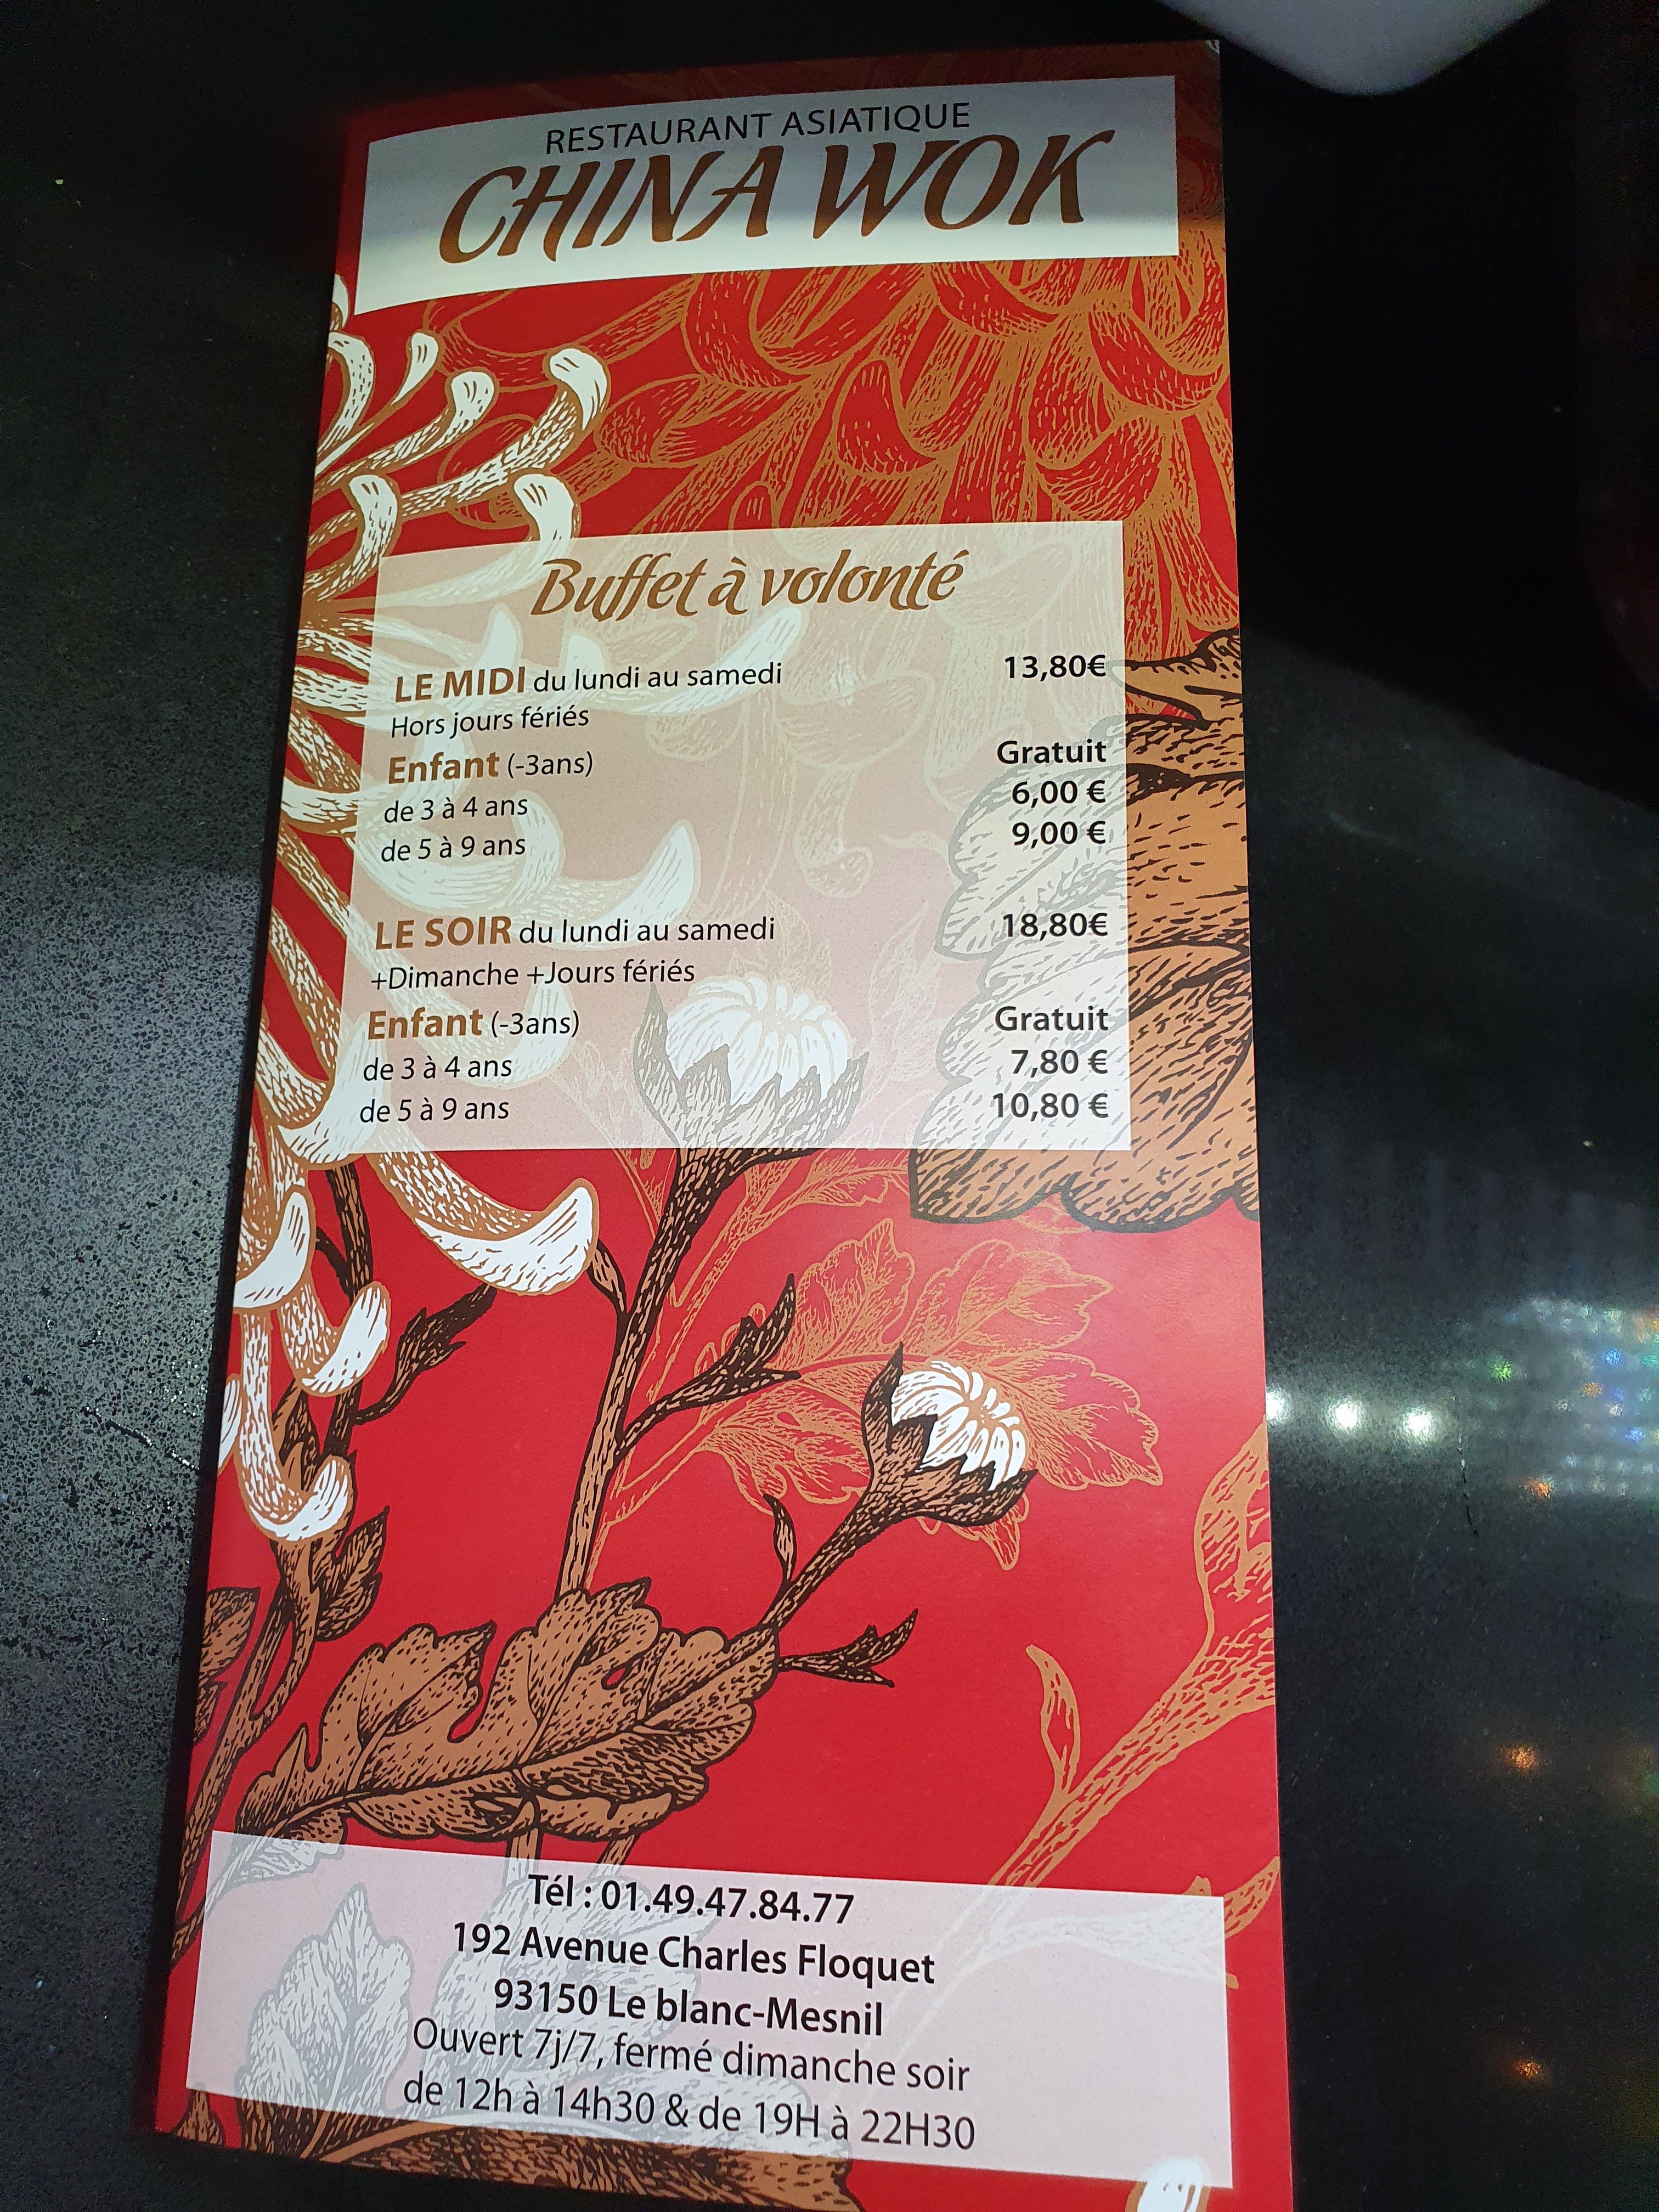 RESTAURANT ASIATIQUE
CHINA WOK
Buffet à volonté
LE MIDI du lundi au samedi 13,80€
Hors jours fériés
Enfant (-3ans) Gratuit
de 3 à 4 ans 6,00 €
de 5 à 9 ans 9,00 €
LE SOIR du lundi au samedi 18,80€
+Dimanche +Jours fériés
Enfant (-3ans) Gratuit
de 3 à 4 ans 7,80 €
de 5 à 9 ans 10,80 €
Tél : 01.49.47.84.77
192 Avenue Charles Floquet
93150 Le blanc-Mesnil
Ouvert 7j/7, fermé dimanche soir
de 12h à 14h30 & de 19H à 22H30